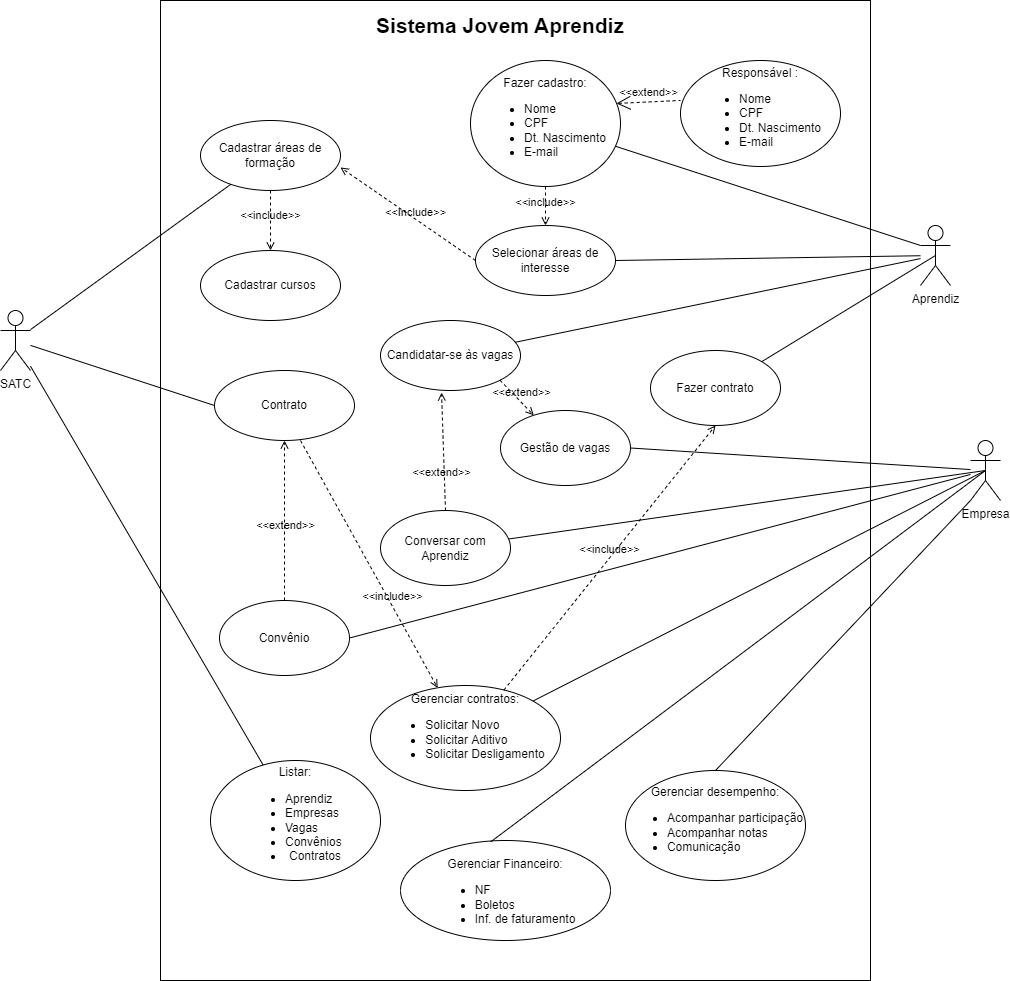 Sistema Jovem Aprendiz
Fazer cadastro:
Nome
CPF
Dt. Nascimento
E-mail
<<extend>>
Responsável :
Nome
CPF
Dt. Nascimento
E-mail
Cadastrar áreas de
formação
<<include>>
<<include>>
<<include>>
Selecionar áreas de
interesse
Cadastrar cursos
Aprendiz
SATC
Candidatar-se às vagas
<<extend>>
Fazer contrato
Contrato
Gestão de vagas
<<extend>>
Empresa
<<extend>>
Conversar com
Aprendiz
<<include>>
<<include>>
Convênio
Gerenciar contratos:
Solicitar Novo
Solicitar Aditivo
Solicitar Desligamento
Listar:
Aprendiz
Empresas
Vagas
Convênios
Contratos
Gerenciar desempenho:
Acompanhar participação
Acompanhar notas
Comunicação
Gerenciar Financeiro:
NF
Boletos
Inf. de faturamento